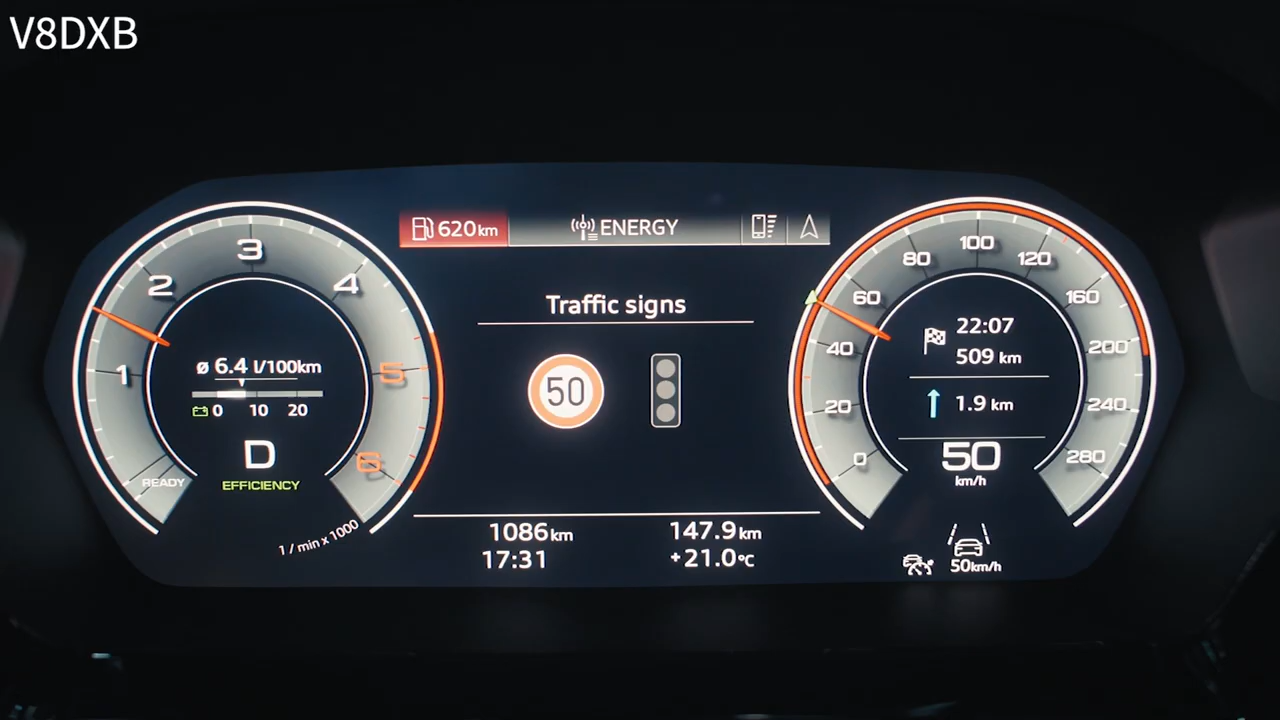 V8DXB
620km
ENERGY
Traffic signs
50
1086km
147.9km
17:31
+21.0°C
1
2
3
4
5
6
READY
1 / min x 1000
ø 6.4 l/100km
0 10 20
D
EFFICIENCY
0
20
40
60
80
100
120
160
200
240
280
22:07
509 km
1.9 km
50
km/h
50km/h